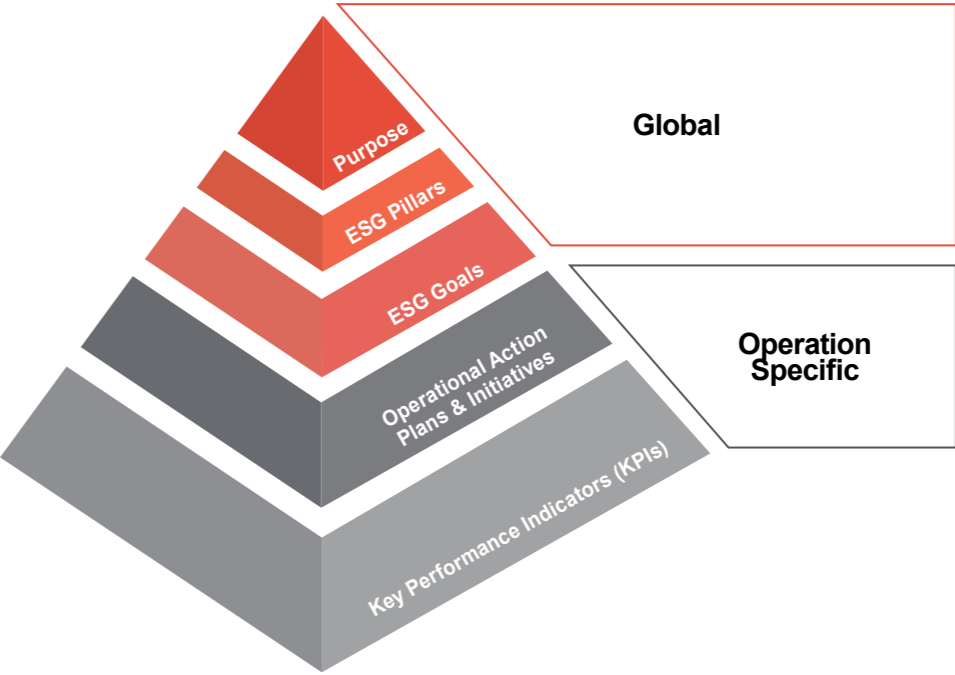 Purpose
ESG Pillars
ESG Goals
Operational Action
Plans & Initiatives
Key Performance Indicators (KPIs)
Global
Operation
Specific